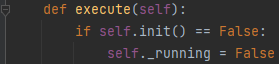 def execute(self):
    if self.init() == False:
        self._running = False